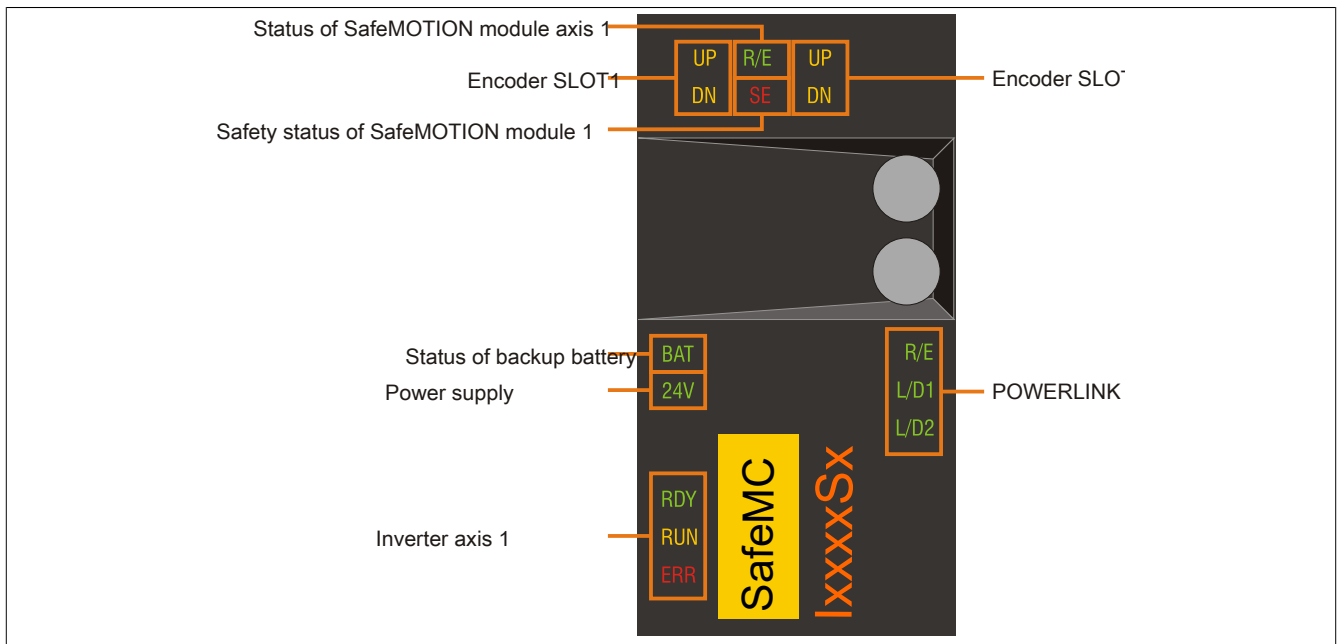 Status of SafeMOTION module axis 1
UP R/E UP
Encoder SLOT1
Encoder SLO
DN SE DN
Safety status of SafeMOTION module 1
Status of backup battery
BAT
R/E
Power supply
24V
L/D1
POWERLINK
L/D2
RDY
Inverter axis 1
RUN
ERR
SafeMC
IxxxxSx